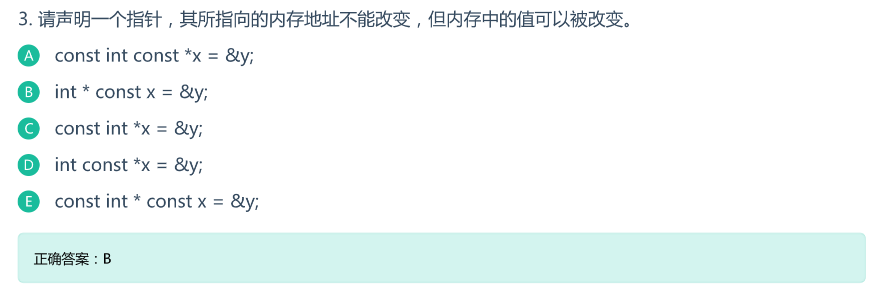 3. 请声明一个指针，其所指向的内存地址不能改变，但内存中的值可以被改变。
A const int const *x = &y;
B int * const x = &y;
C const int *x = &y;
D int const *x = &y;
E const int * const x = &y;
正确答案：B